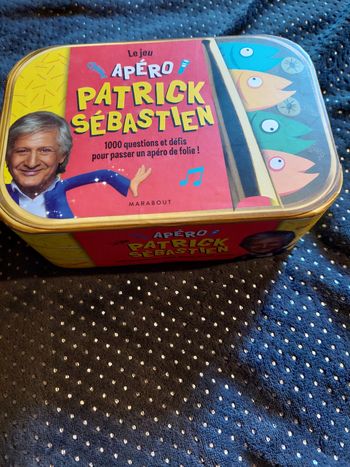 Le jeu
APÉRO
PATRICK
SÉBASTIEN
1000 questions et défis
pour passer un apéro de folie !
MARABOUT
APÉRO
PATRICK
SÉBASTIEN